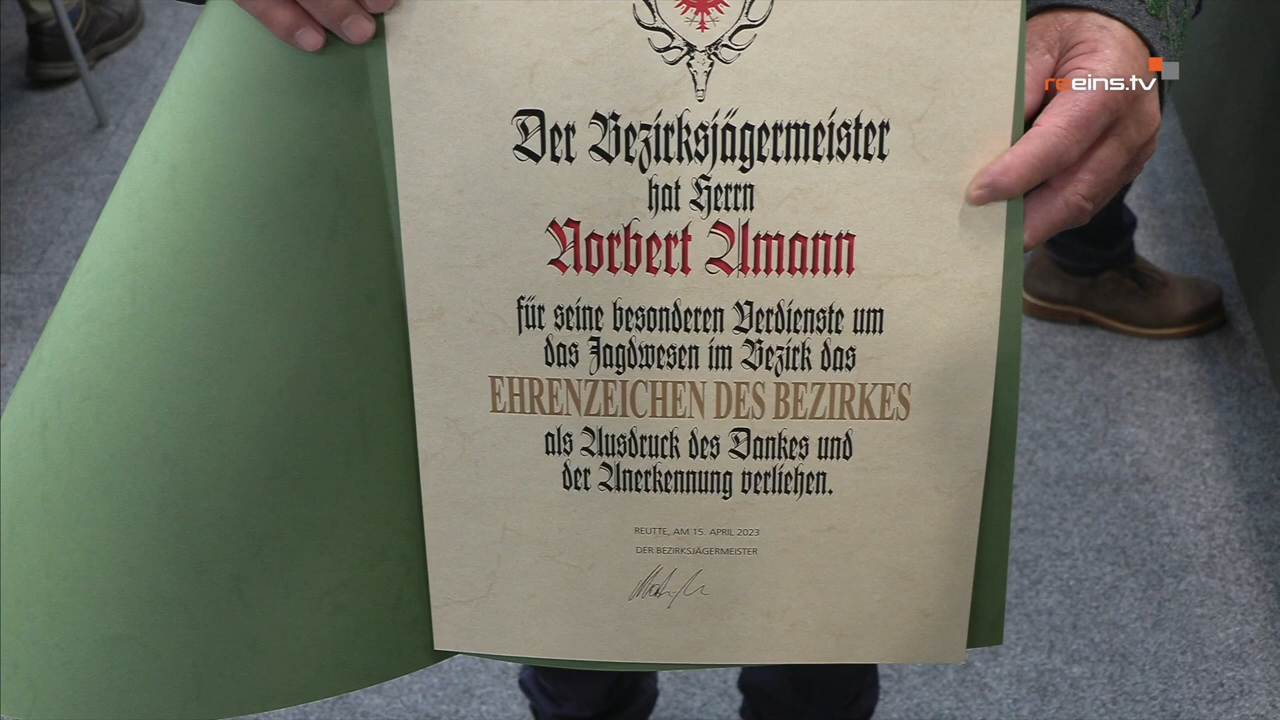 reeins.tv
Der Bezirksjägermeister
hat Herrn
Norbert Amann
für seine besonderen Verdienste um
das Jagdwesen im Bezirk das
EHRENZEICHEN DES BEZIRKES
als Ausdruck des Dankes und
der Anerkennung verliehen.
REUTTE, AM 15. APRIL 2023
DER BEZIRKSJÄGERMEISTER